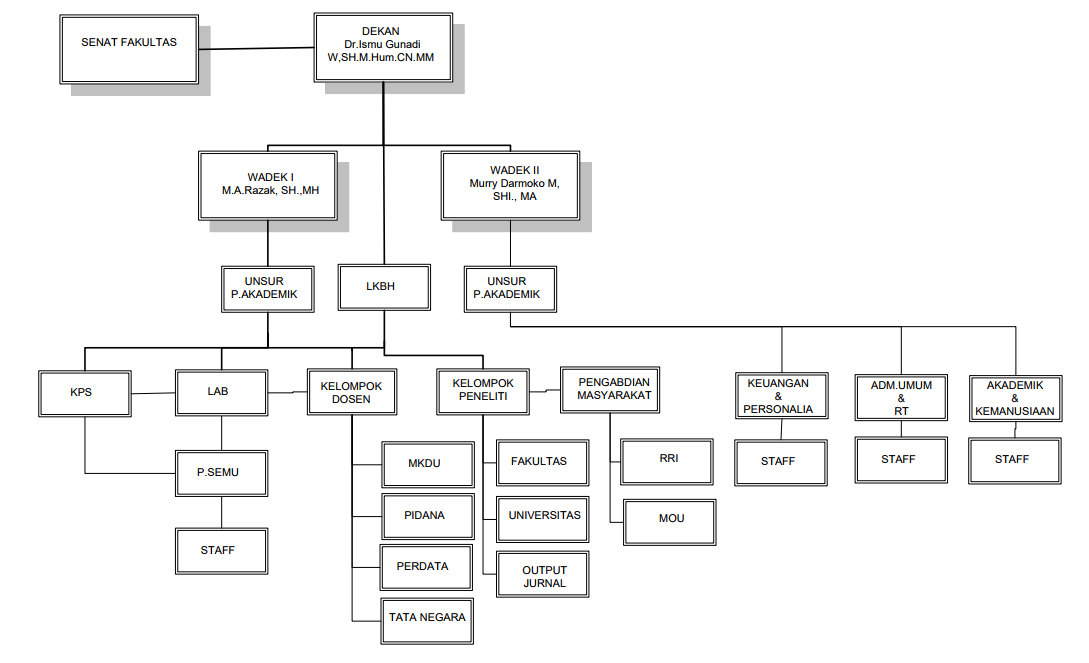 SENAT FAKULTAS
DEKAN
Dr.Ismu Gunadi
W,SH.M.Hum.CN.MM
WADEK I
M.A.Razak, SH.,MH
WADEK II
Murry Darmoko M,
SHI., MA
UNSUR
P.AKADEMIK
LKBH
UNSUR
P.AKADEMIK
KPS
LAB
KELOMPOK
DOSEN
KELOMPOK
PENELITI
PENGABDIAN
MASYARAKAT
KEUANGAN
&
PERSONALIA
ADM.UMUM
&
RT
AKADEMIK
&
KEMANUSIAAN
P.SEMU
MKDU
FAKULTAS
RRI
STAFF
STAFF
STAFF
PIDANA
UNIVERSITAS
MOU
STAFF
PERDATA
OUTPUT
JURNAL
TATA NEGARA